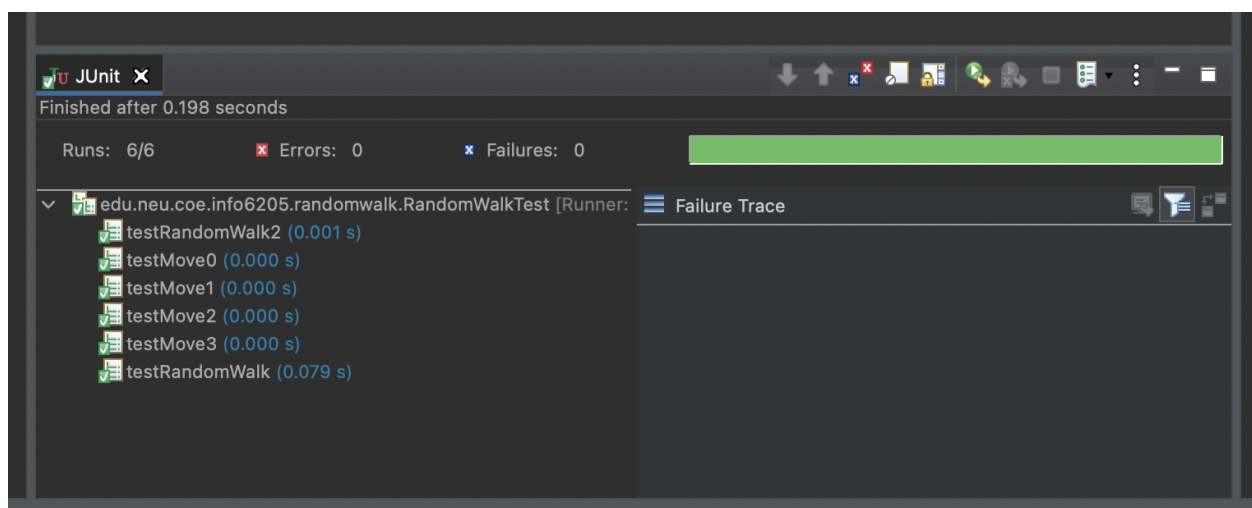 JUnit
Finished after 0.198 seconds
Runs: 6/6 Errors: 0 Failures: 0
edu.neu.coe.info6205.randomwalk.RandomWalkTest [Runner:
Failure Trace
testRandomWalk2 (0.001 s)
testMove0 (0.000 s)
testMove1 (0.000 s)
testMove2 (0.000 s)
testMove3 (0.000 s)
testRandomWalk (0.079 s)